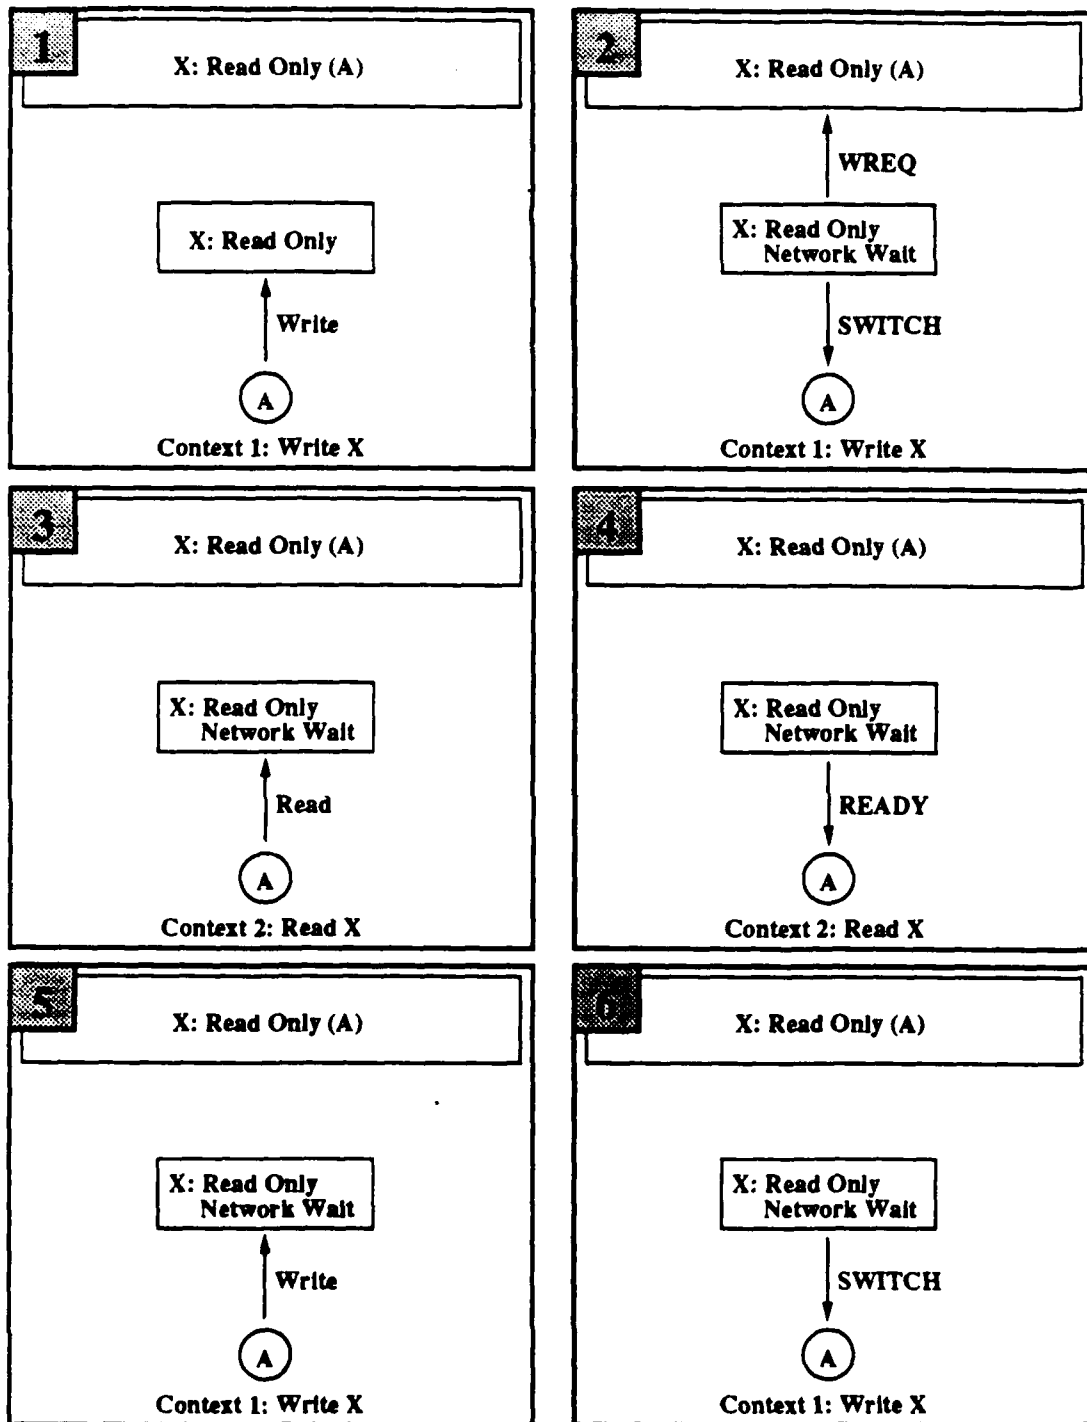 1
X: Read Only (A)
X: Read Only
Write
A
Context 1: Write X
2
X: Read Only (A)
WREQ
X: Read Only
Network Wait
SWITCH
A
Context 1: Write X
3
X: Read Only (A)
X: Read Only
Network Wait
Read
A
Context 2: Read X
4
X: Read Only (A)
X: Read Only
Network Wait
READY
A
Context 2: Read X
5
X: Read Only (A)
X: Read Only
Network Wait
Write
A
Context 1: Write X
6
X: Read Only (A)
X: Read Only
Network Wait
SWITCH
A
Context 1: Write X